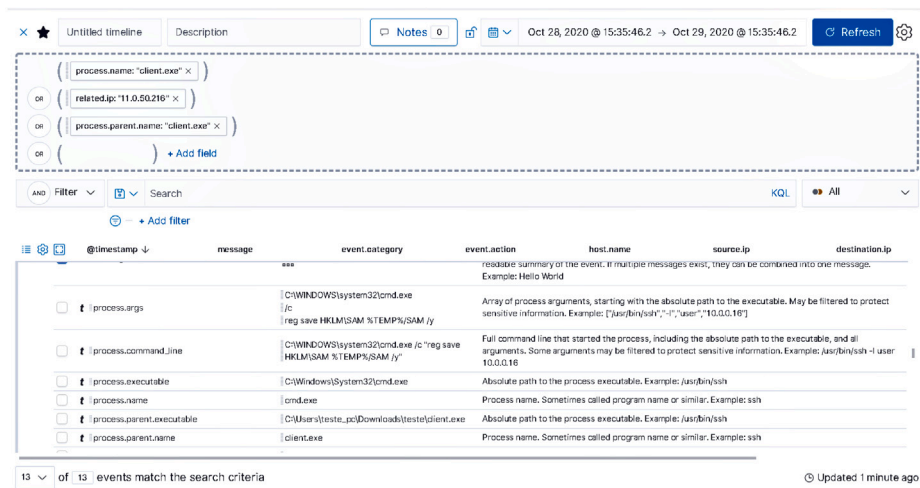 Untitled timeline Description Notes 0 Oct 28, 2020 @ 15:35:46.2 → Oct 29, 2020 @ 15:35:46.2 Refresh
( process.name: "client.exe" × )
OR ( related.ip: "11.0.50.216" × )
OR ( process.parent.name: "client.exe" × )
OR ( ) + Add field
AND Filter Search KQL All
+ Add filter
@timestamp ↓ message event.category event.action host.name source.ip destination.ip
readable summary of the event. If multiple messages exist, they can be combined into one message.
Example: Hello World
C:\WINDOWS\system32\cmd.exe
t process.args /c Array of process arguments, starting with the absolute path to the executable. May be filtered to protect
reg save HKLM\SAM %TEMP%/SAM /y sensitive information. Example: ["/usr/bin/ssh","-l","user","10.0.0.16"]
Full command line that started the process, including the absolute path to the executable, and all
t process.command_line C:\WINDOWS\system32\cmd.exe /c "reg save arguments. Some arguments may be filtered to protect sensitive information. Example: /usr/bin/ssh -l user
HKLM\SAM %TEMP%/SAM /y" 10.0.0.16
t process.executable C:\Windows\System32\cmd.exe Absolute path to the process executable. Example: /usr/bin/ssh
t process.name cmd.exe Process name. Sometimes called program name or similar. Example: ssh
t process.parent.executable C:\Users\teste_pc\Downloads\teste\client.exe Absolute path to the process executable. Example: /usr/bin/ssh
t process.parent.name client.exe Process name. Sometimes called program name or similar. Example: ssh
13 of 13 events match the search criteria Updated 1 minute ago